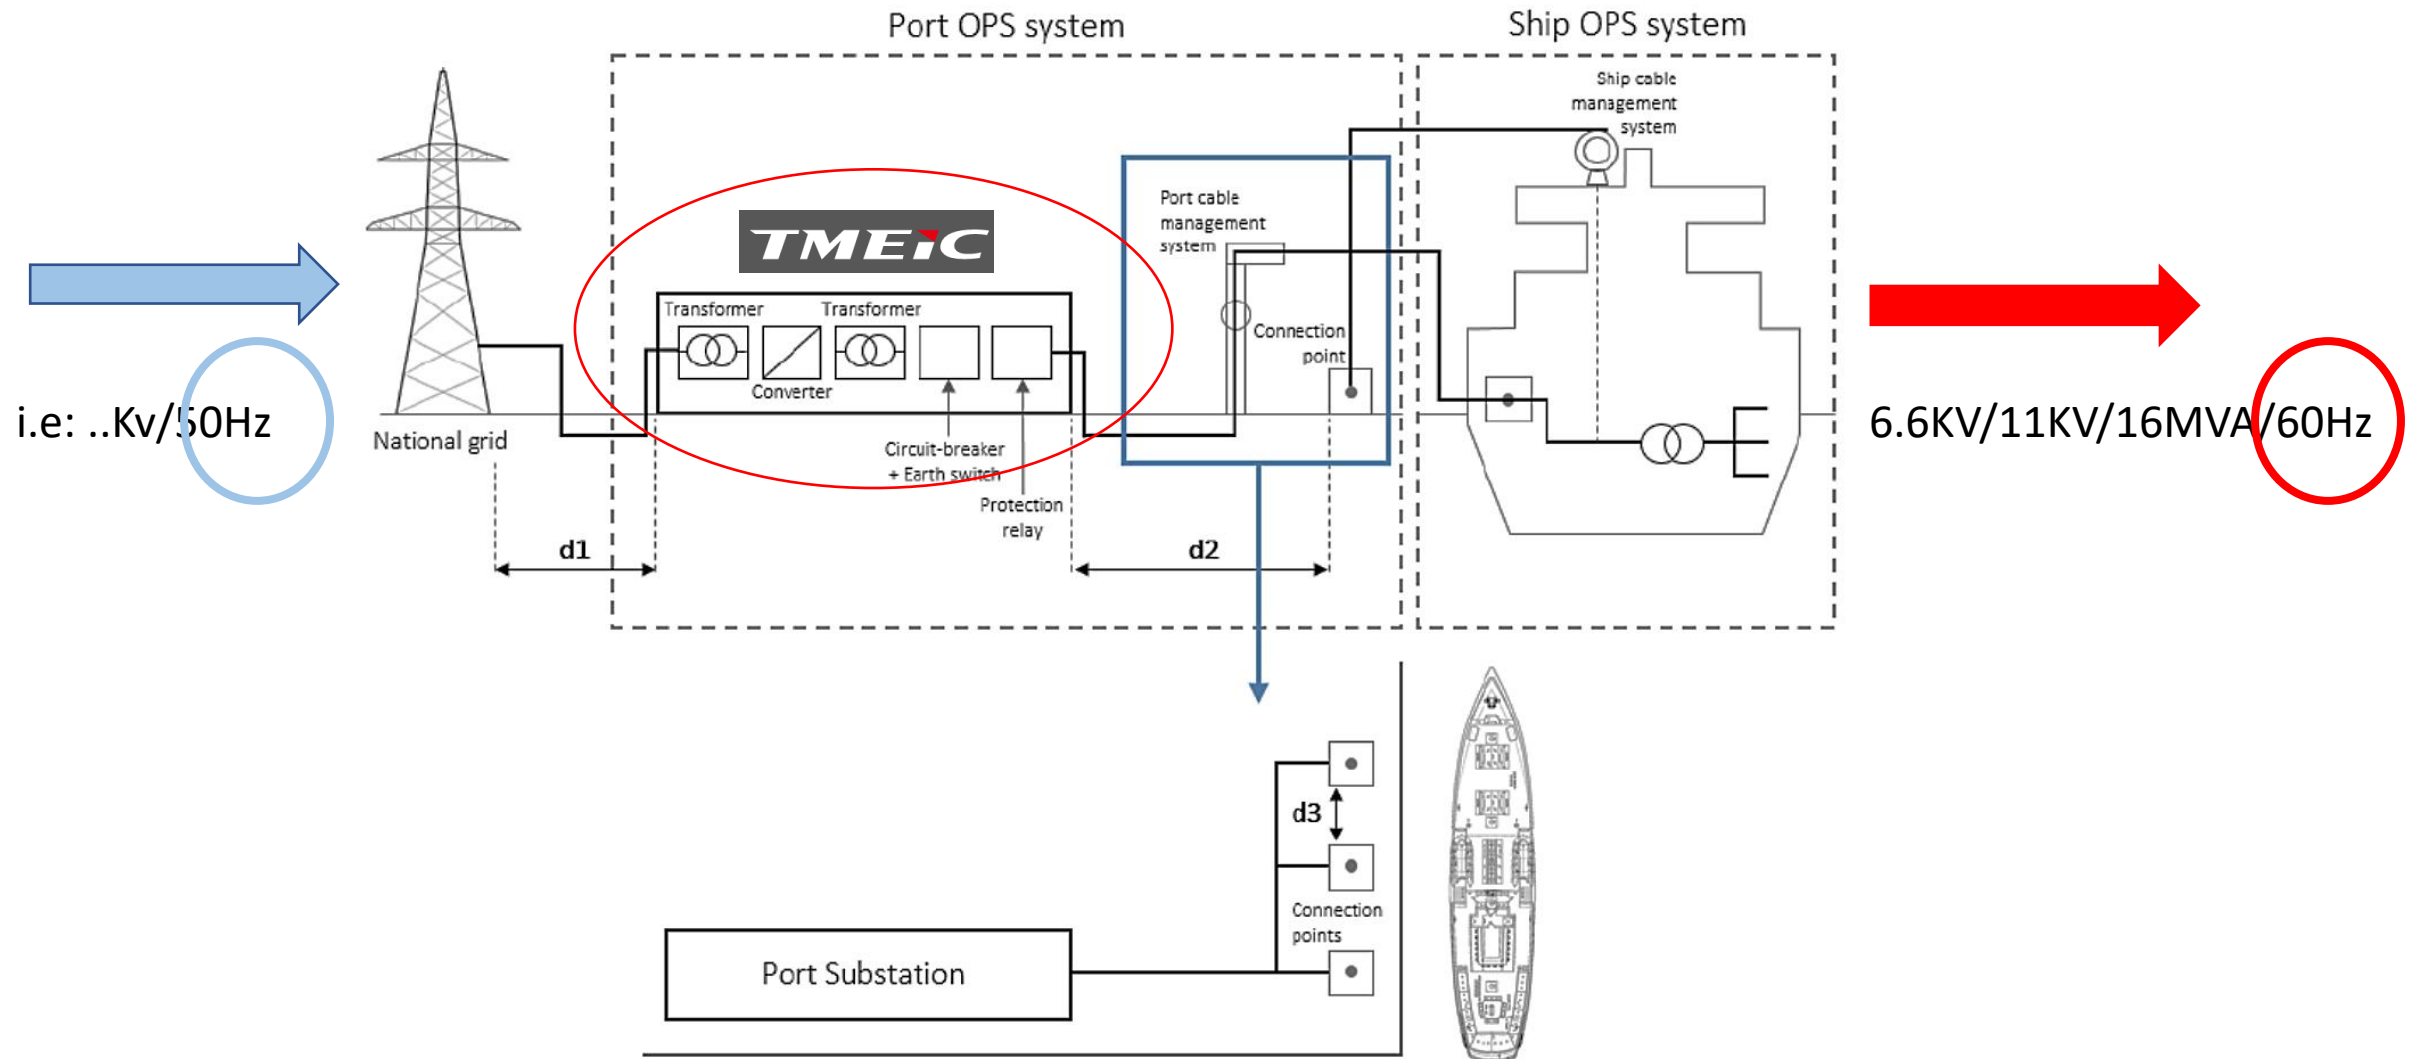 Port OPS system
Ship OPS system
Ship cable
management
system
Port cable
management
system
TMEiC
Transformer
Transformer
Converter
Connection
point
i.e: ..Kv/50Hz
National grid
Circuit-breaker
+ Earth switch
Protection
relay
6.6KV/11KV/16MVA/60Hz
d1
d2
d3
Connection
points
Port Substation